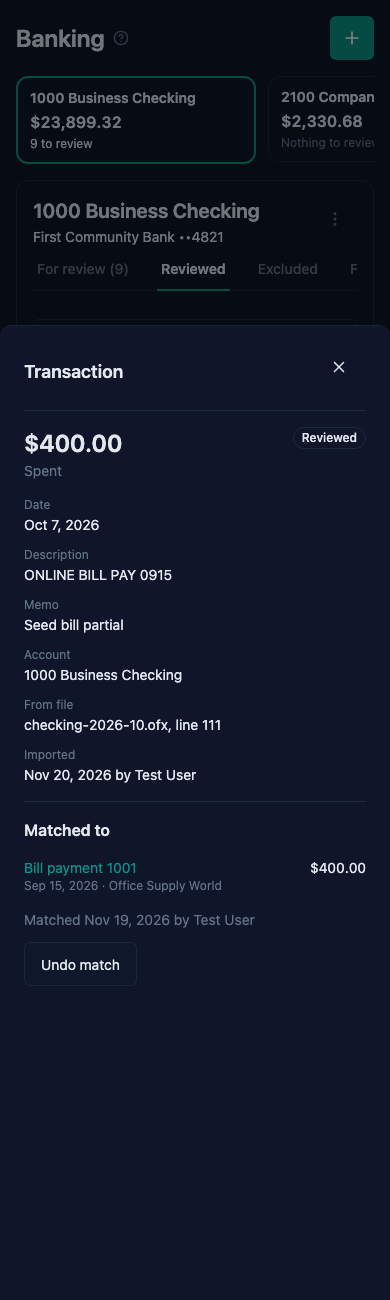 Banking
1000 Business Checking
$23,899.32
9 to review
2100 Compan
$2,330.68
Nothing to review
1000 Business Checking
First Community Bank ••4821
For review (9) Reviewed Excluded F
Transaction
$400.00
Reviewed
Spent
Date
Oct 7, 2026
Description
ONLINE BILL PAY 0915
Memo
Seed bill partial
Account
1000 Business Checking
From file
checking-2026-10.ofx, line 111
Imported
Nov 20, 2026 by Test User
Matched to
Bill payment 1001 $400.00
Sep 15, 2026 · Office Supply World
Matched Nov 19, 2026 by Test User
Undo match